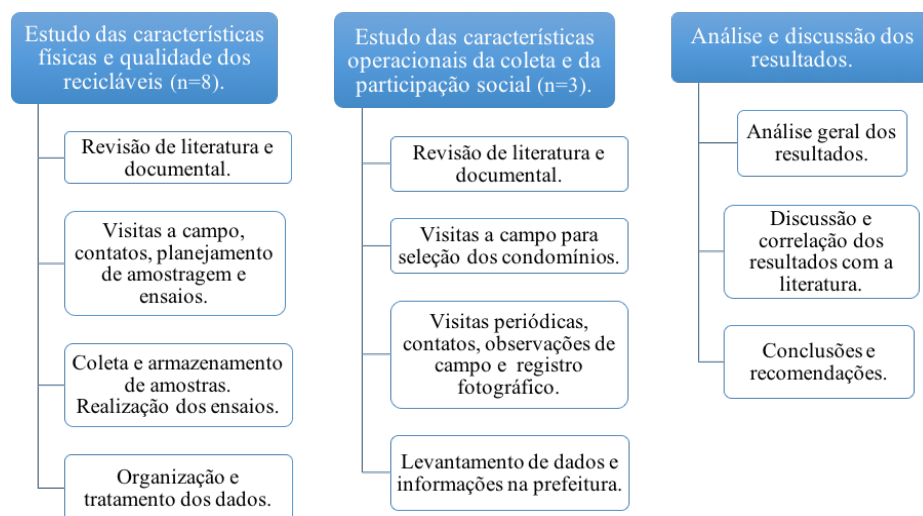 Estudo das características
físicas e qualidade dos
recicláveis (n=8).
Revisão de literatura e
documental.
Visitas a campo,
contatos, planejamento
de amostragem e
ensaios.
Coleta e armazenamento
de amostras.
Realização dos ensaios.
Organização e
tratamento dos dados.
Estudo das características
operacionais da coleta e da
participação social (n=3).
Revisão de literatura e
documental.
Visitas a campo para
seleção dos condomínios.
Visitas periódicas,
contatos, observações de
campo e registro
fotográfico.
Levantamento de dados e
informações na prefeitura.
Análise e discussão dos
resultados.
Análise geral dos
resultados.
Discussão e
correlação dos
resultados com a
literatura.
Conclusões e
recomendações.